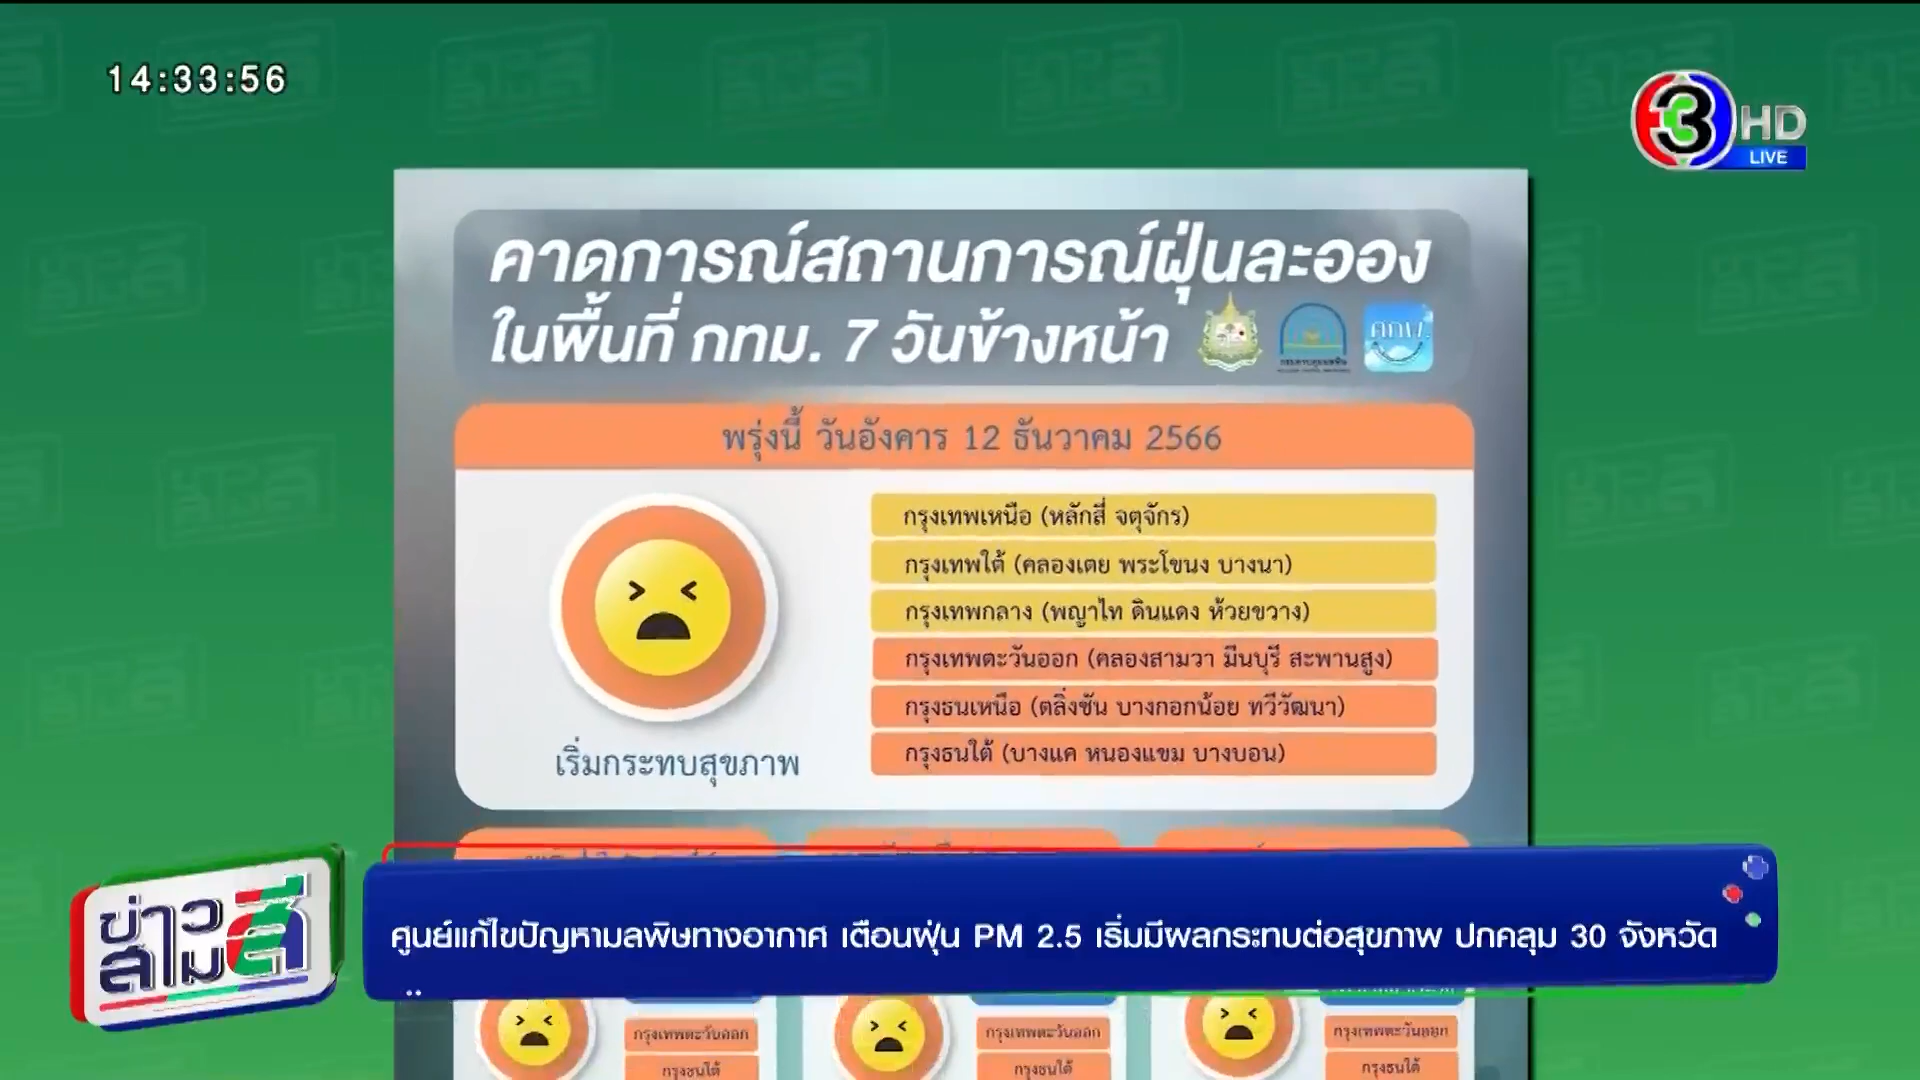 14:33:56
3 HD
LIVE
คาดการณ์สถานการณ์ฝุ่นละออง
ในพื้นที่ กทม. 7 วันข้างหน้า
พรุ่งนี้ วันอังคาร 12 ธันวาคม 2566
กรุงเทพเหนือ (หลักสี่ จตุจักร)
กรุงเทพใต้ (คลองเตย พระโขนง บางนา)
กรุงเทพกลาง (พญาไท ดินแดง ห้วยขวาง)
กรุงเทพตะวันออก (คลองสามวา มีนบุรี สะพานสูง)
กรุงธนเหนือ (ตลิ่งชัน บางกอกน้อย ทวีวัฒนา)
กรุงธนใต้ (บางแค หนองแขม บางบอน)
เริ่มกระทบสุขภาพ
ข่าว
สามสี
ศูนย์แก้ไขปัญหามลพิษทางอากาศ เตือนฝุ่น PM 2.5 เริ่มมีผลกระทบต่อสุขภาพ ปกคลุม 30 จังหวัด
กรุงเทพตะวันออก
กรุงธนใต้
กรุงเทพตะวันออก
กรุงธนใต้
กรุงเทพตะวันออก
กรุงธนใต้